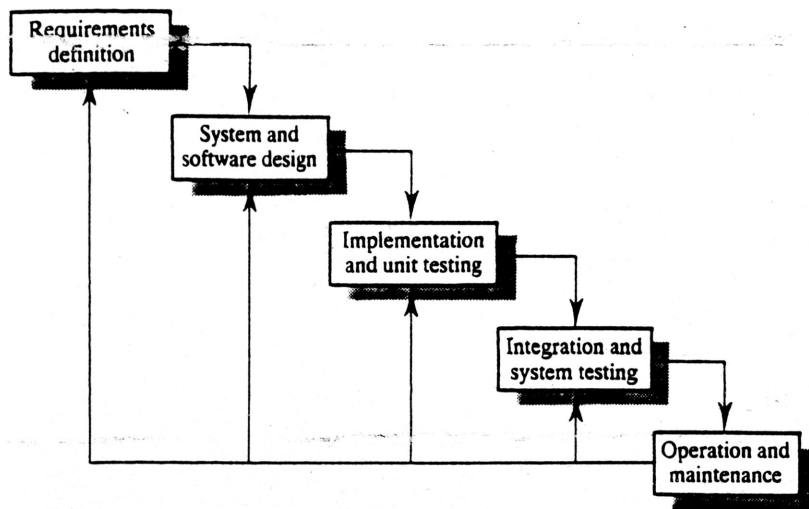 Requirements
definition
System and
software design
Implementation
and unit testing
Integration and
system testing
Operation and
maintenance